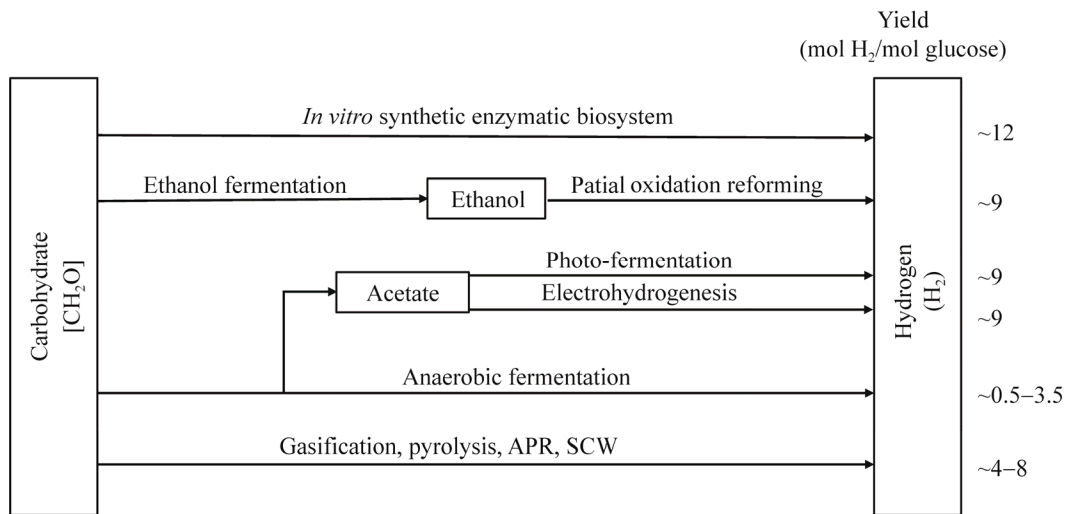 Yield
(mol H₂/mol glucose)
In vitro synthetic enzymatic biosystem
~12
Ethanol fermentation
Ethanol
Patial oxidation reforming
~9
Photo-fermentation
~9
Acetate
Electrohydrogenesis
~9
Carbohydrate
[CH₂O]
Hydrogen
(H₂)
Anaerobic fermentation
~0.5−3.5
Gasification, pyrolysis, APR, SCW
~4−8